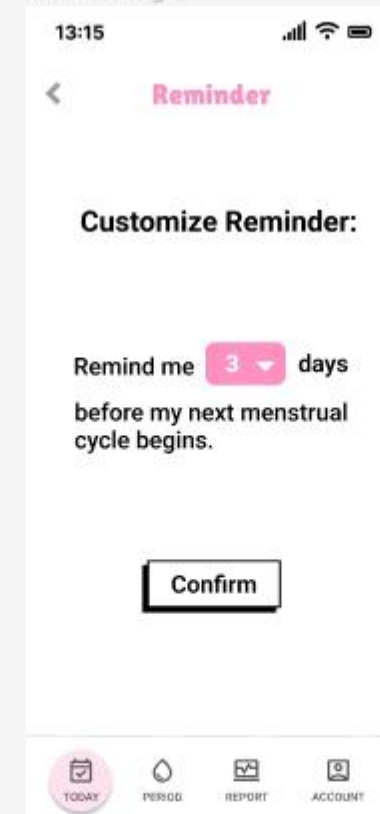 13:15
Reminder
Customize Reminder:
Remind me 3 days
before my next menstrual
cycle begins.
Confirm
TODAY PERIOD REPORT ACCOUNT